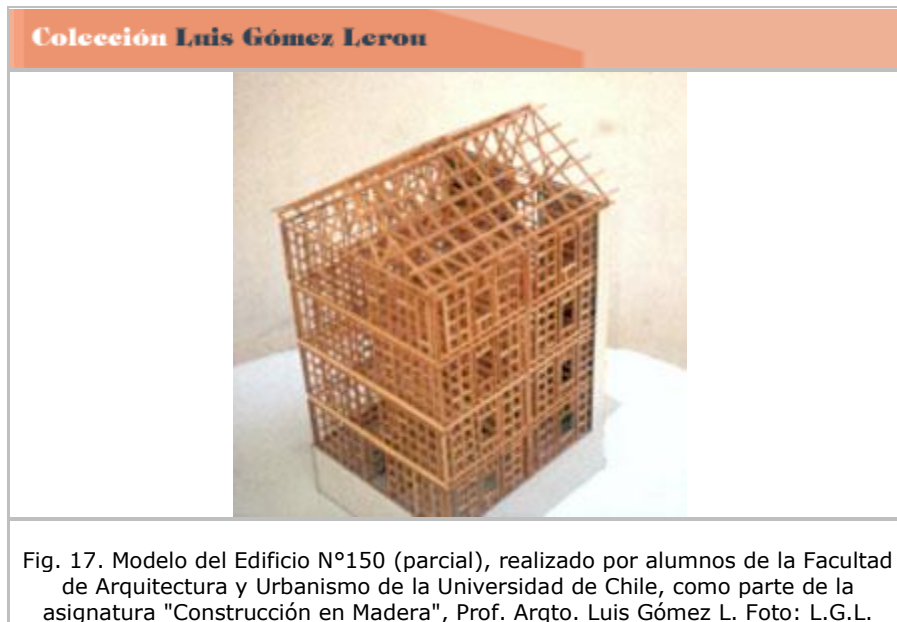 Colección Luis Gómez Lerou
Fig. 17. Modelo del Edificio N°150 (parcial), realizado por alumnos de la Facultad
de Arquitectura y Urbanismo de la Universidad de Chile, como parte de la
asignatura "Construcción en Madera", Prof. Arqto. Luis Gómez L. Foto: L.G.L.